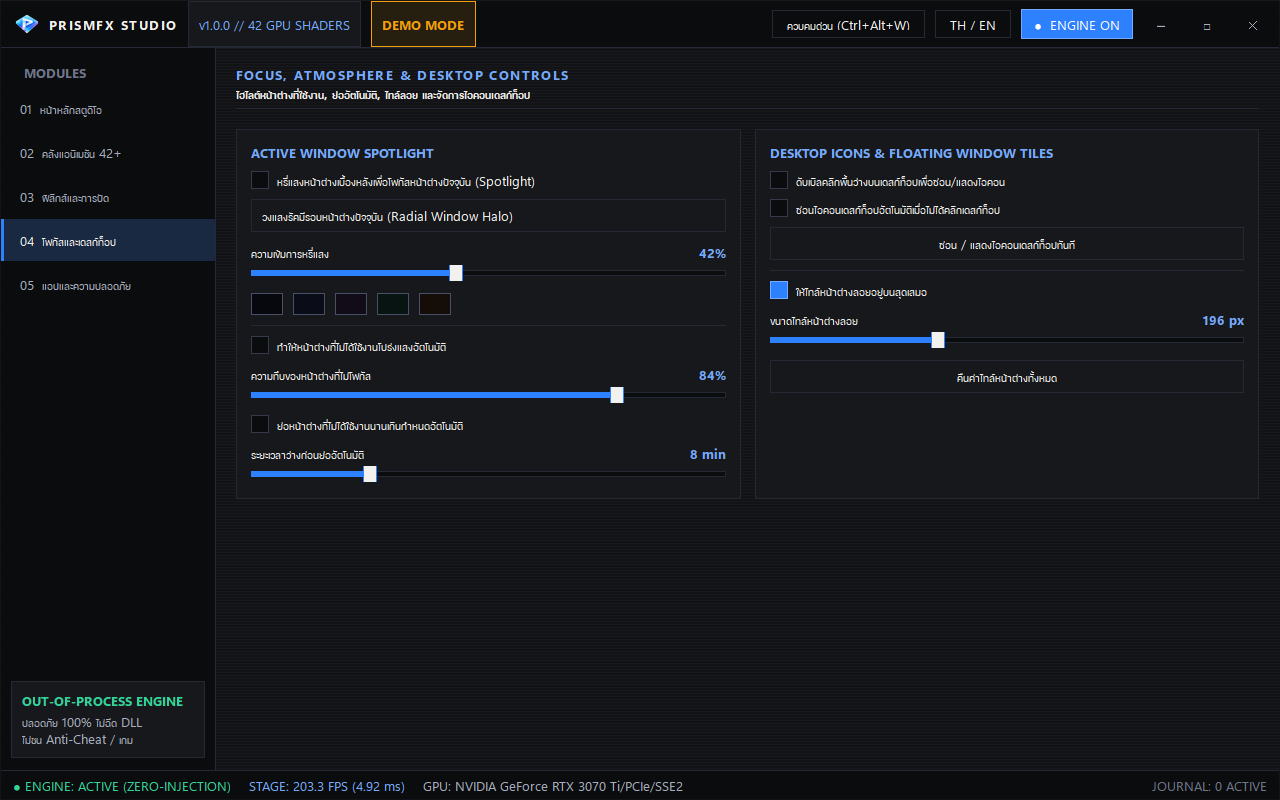 PRISMFX STUDIO
v1.0.0 // 42 GPU SHADERS
DEMO MODE
ควบคุมด่วน (Ctrl+Alt+W)
TH / EN
● ENGINE ON
MODULES
01 หน้าหลักสตูดิโอ
02 คลังแอนิเมชัน 42+
03 ฟิสิกส์และการปัด
04 โฟกัสและเดสก์ท็อป
05 แอปและความปลอดภัย
FOCUS, ATMOSPHERE & DESKTOP CONTROLS
ไฮไลต์หน้าต่างที่ใช้งาน, ย่ออัตโนมัติ, ไทล์ลอย และจัดการไอคอนเดสก์ท็อป
ACTIVE WINDOW SPOTLIGHT
หรี่แสงหน้าต่างเบื้องหลังเพื่อโฟกัสหน้าต่างปัจจุบัน (Spotlight)
วงแสงรัศมีรอบหน้าต่างปัจจุบัน (Radial Window Halo)
ความเข้มการหรี่แสง 42%
ทำให้หน้าต่างที่ไม่ได้ใช้งานโปร่งแสงอัตโนมัติ
ความทึบของหน้าต่างที่ไม่โฟกัส 84%
ย่อหน้าต่างที่ไม่ได้ใช้งานนานเกินกำหนดอัตโนมัติ
ระยะเวลาว่างก่อนย่ออัตโนมัติ 8 min
DESKTOP ICONS & FLOATING WINDOW TILES
ดับเบิลคลิกพื้นว่างบนเดสก์ท็อปเพื่อซ่อน/แสดงไอคอน
ซ่อนไอคอนเดสก์ท็อปอัตโนมัติเมื่อไม่ได้คลิกเดสก์ท็อป
ซ่อน / แสดงไอคอนเดสก์ท็อปทันที
ให้ไทล์หน้าต่างลอยอยู่บนสุดเสมอ
ขนาดไทล์หน้าต่างลอย 196 px
คืนค่าไทล์หน้าต่างทั้งหมด
OUT-OF-PROCESS ENGINE
ปลอดภัย 100% ไม่ฉีด DLL
ไม่ชน Anti-Cheat / เกม
● ENGINE: ACTIVE (ZERO-INJECTION)
STAGE: 203.3 FPS (4.92 ms)
GPU: NVIDIA GeForce RTX 3070 Ti/PCIe/SSE2
JOURNAL: 0 ACTIVE